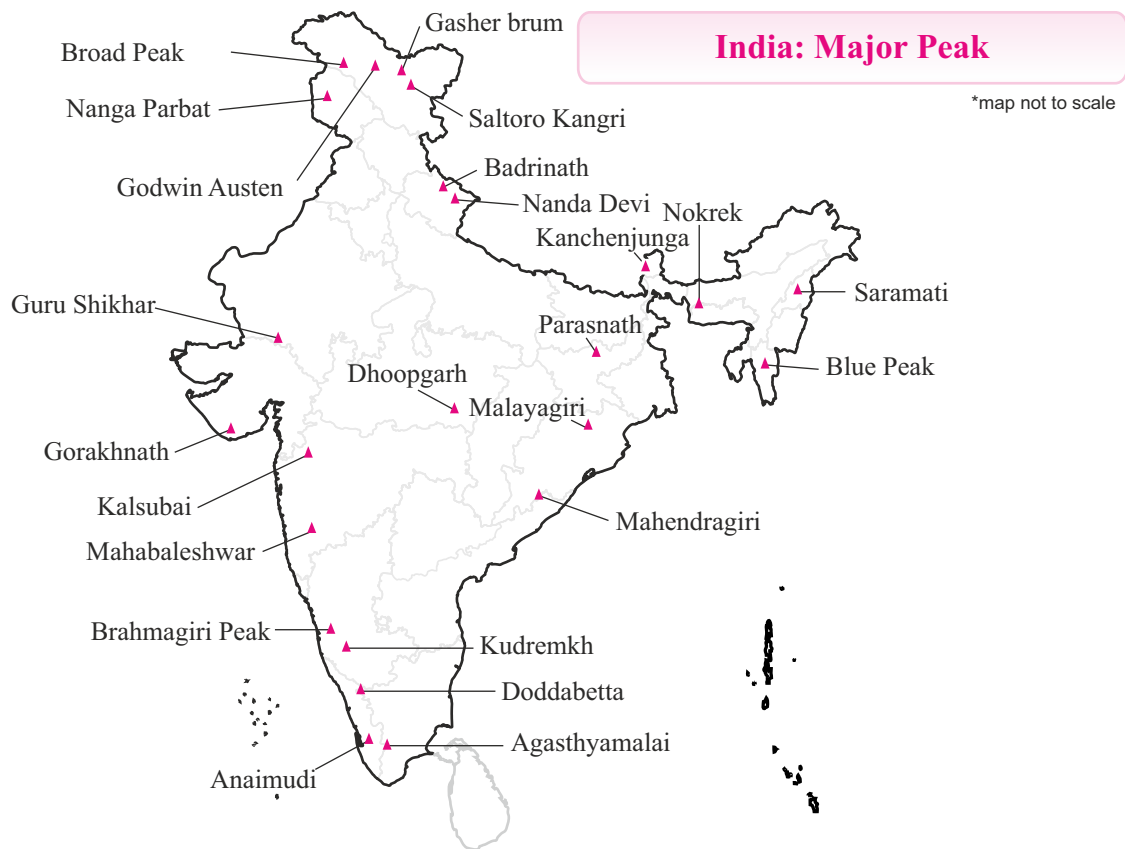 India: Major Peak
*map not to scale
Gasher brum
Broad Peak
Nanga Parbat
Saltoro Kangri
Godwin Austen
Badrinath
Nanda Devi
Nokrek
Kanchenjunga
Guru Shikhar
Saramati
Parasnath
Blue Peak
Dhoopgarh
Malayagiri
Gorakhnath
Kalsubai
Mahendragiri
Mahabaleshwar
Brahmagiri Peak
Kudremkh
Doddabetta
Agasthyamalai
Anaimudi